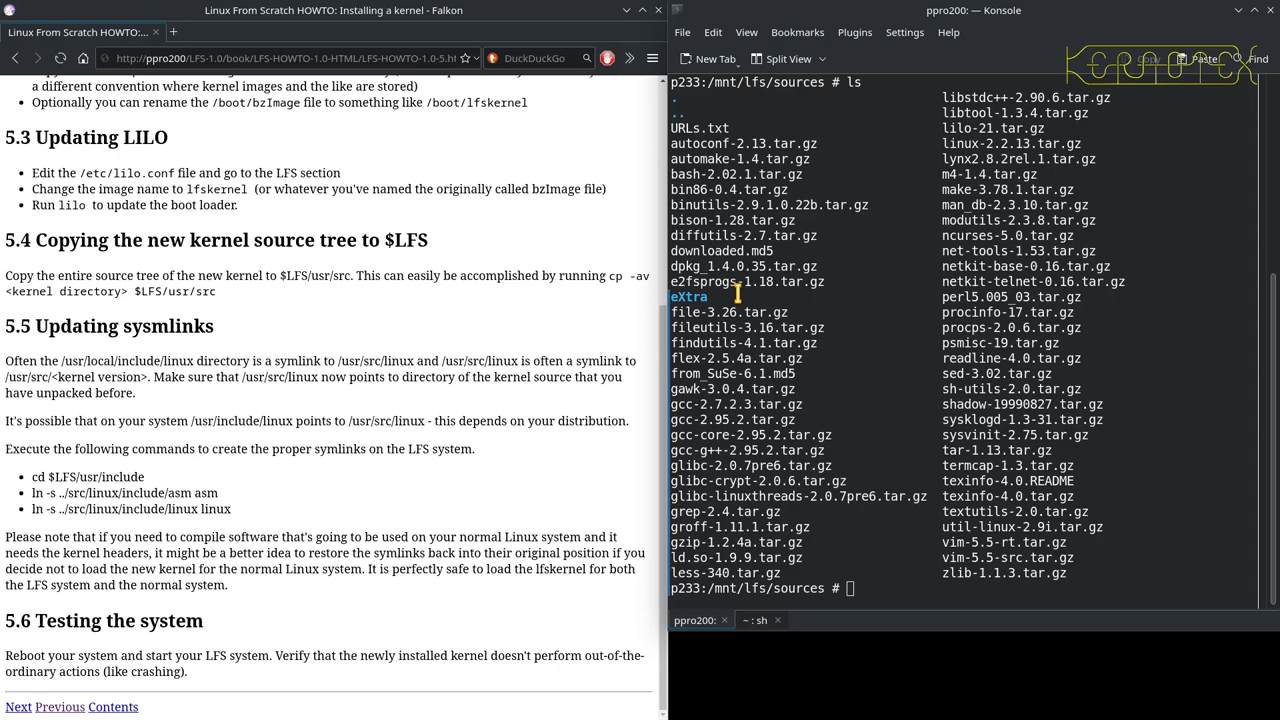 Linux From Scratch HOWTO: Installing a kernel - Falkon
Linux From Scratch HOWTO:...
http://ppro200/LFS-1.0/book/LFS-HOWTO-1.0-HTML/LFS-HOWTO-1.0-5.ht
DuckDuckGo
a different convention where kernel images and the like are stored)
Optionally you can rename the /boot/bzImage file to something like /boot/lfskernel
5.3 Updating LILO
Edit the /etc/lilo.conf file and go to the LFS section
Change the image name to lfskernel (or whatever you've named the originally called bzImage file)
Run lilo to update the boot loader.
5.4 Copying the new kernel source tree to $LFS
Copy the entire source tree of the new kernel to $LFS/usr/src. This can easily be accomplished by running cp -av
<kernel directory> $LFS/usr/src
5.5 Updating sysmlinks
Often the /usr/local/include/linux directory is a symlink to /usr/src/linux and /usr/src/linux is often a symlink to
/usr/src/<kernel version>. Make sure that /usr/src/linux now points to directory of the kernel source that you
have unpacked before.
It's possible that on your system /usr/include/linux points to /usr/src/linux - this depends on your distribution.
Execute the following commands to create the proper symlinks on the LFS system.
cd $LFS/usr/include
ln -s ../src/linux/include/asm asm
ln -s ../src/linux/include/linux linux
Please note that if you need to compile software that's going to be used on your normal Linux system and it
needs the kernel headers, it might be a better idea to restore the symlinks back into their original position if you
decide not to load the new kernel for the normal Linux system. It is perfectly safe to load the lfskernel for both
the LFS system and the normal system.
5.6 Testing the system
Reboot your system and start your LFS system. Verify that the newly installed kernel doesn't perform out-of-the-
ordinary actions (like crashing).
Next Previous Contents
ppro200: — Konsole
File Edit View Bookmarks Plugins Settings Help
New Tab Split View Copy Paste Find
p233:/mnt/lfs/sources # ls
. libstdc++-2.90.6.tar.gz
.. libtool-1.3.4.tar.gz
URLs.txt lilo-21.tar.gz
autoconf-2.13.tar.gz linux-2.2.13.tar.gz
automake-1.4.tar.gz lynx2.8.2rel.1.tar.gz
bash-2.02.1.tar.gz m4-1.4.tar.gz
bin86-0.4.tar.gz make-3.78.1.tar.gz
binutils-2.9.1.0.22b.tar.gz man_db-2.3.10.tar.gz
bison-1.28.tar.gz modutils-2.3.8.tar.gz
diffutils-2.7.tar.gz ncurses-5.0.tar.gz
downloaded.md5 net-tools-1.53.tar.gz
dpkg_1.4.0.35.tar.gz netkit-base-0.16.tar.gz
e2fsprogs-1.18.tar.gz netkit-telnet-0.16.tar.gz
eXtra perl5.005_03.tar.gz
file-3.26.tar.gz procinfo-17.tar.gz
fileutils-3.16.tar.gz procps-2.0.6.tar.gz
findutils-4.1.tar.gz psmisc-19.tar.gz
flex-2.5.4a.tar.gz readline-4.0.tar.gz
from_SuSe-6.1.md5 sed-3.02.tar.gz
gawk-3.0.4.tar.gz sh-utils-2.0.tar.gz
gcc-2.7.2.3.tar.gz shadow-19990827.tar.gz
gcc-2.95.2.tar.gz sysklogd-1.3-31.tar.gz
gcc-core-2.95.2.tar.gz sysvinit-2.75.tar.gz
gcc-g++-2.95.2.tar.gz tar-1.13.tar.gz
glibc-2.0.7pre6.tar.gz termcap-1.3.tar.gz
glibc-crypt-2.0.6.tar.gz texinfo-4.0.README
glibc-linuxthreads-2.0.7pre6.tar.gz texinfo-4.0.tar.gz
grep-2.4.tar.gz textutils-2.0.tar.gz
groff-1.11.1.tar.gz util-linux-2.9i.tar.gz
gzip-1.2.4a.tar.gz vim-5.5-rt.tar.gz
ld.so-1.9.9.tar.gz vim-5.5-src.tar.gz
less-340.tar.gz zlib-1.1.3.tar.gz
p233:/mnt/lfs/sources #
ppro200: ~ : sh